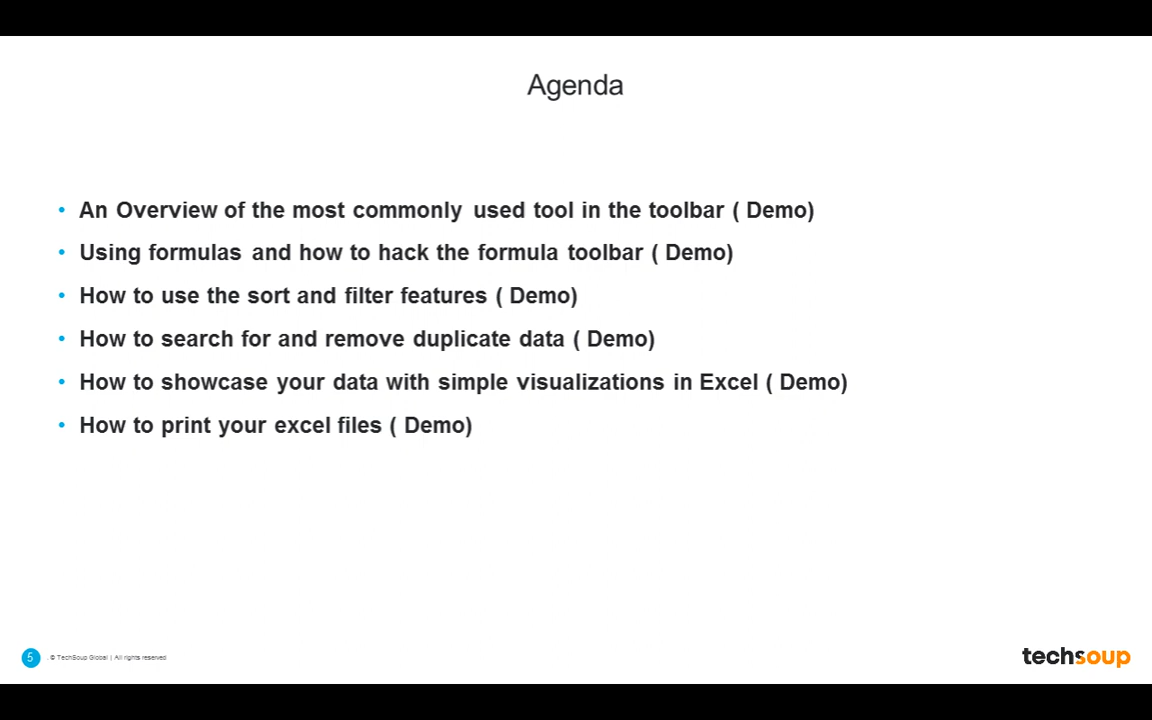 Agenda
• An Overview of the most commonly used tool in the toolbar ( Demo)
• Using formulas and how to hack the formula toolbar ( Demo)
• How to use the sort and filter features ( Demo)
• How to search for and remove duplicate data ( Demo)
• How to showcase your data with simple visualizations in Excel ( Demo)
• How to print your excel files ( Demo)
5 © TechSoup Global | All rights reserved
techsoup